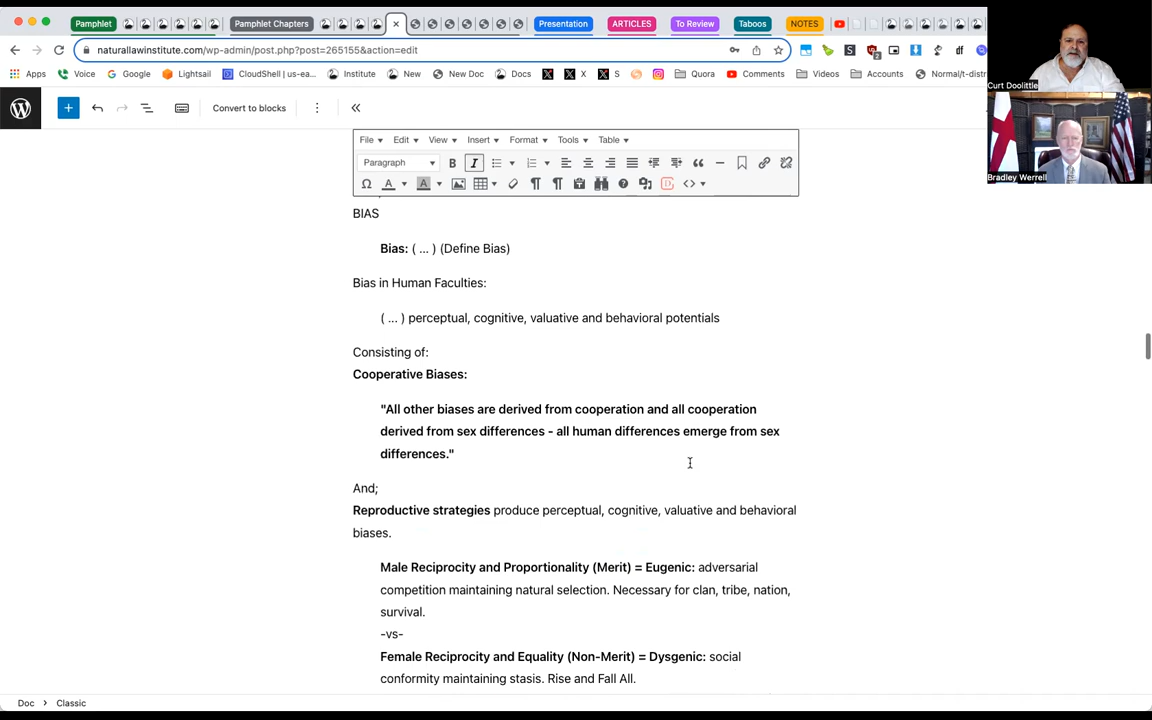 Pamphlet
Pamphlet Chapters
Presentation
ARTICLES
To Review
Taboos
NOTES
naturallawinstitute.com/wp-admin/post.php?post=265155&action=edit
Apps Voice Google Lightsail CloudShell (us-ea... Institute New New Doc Docs X S Quora Comments Videos Accounts Normal/t-distr
Curt Doolittle
Bradley Werrell
Convert to blocks
File Edit View Insert Format Tools Table
Paragraph
BIAS
Bias: ( ... ) (Define Bias)
Bias in Human Faculties:
( ... ) perceptual, cognitive, valuative and behavioral potentials
Consisting of:
Cooperative Biases:
"All other biases are derived from cooperation and all cooperation
derived from sex differences - all human differences emerge from sex
differences."
And;
Reproductive strategies produce perceptual, cognitive, valuative and behavioral
biases.
Male Reciprocity and Proportionality (Merit) = Eugenic: adversarial
competition maintaining natural selection. Necessary for clan, tribe, nation,
survival.
-vs-
Female Reciprocity and Equality (Non-Merit) = Dysgenic: social
conformity maintaining stasis. Rise and Fall All.
Doc > Classic